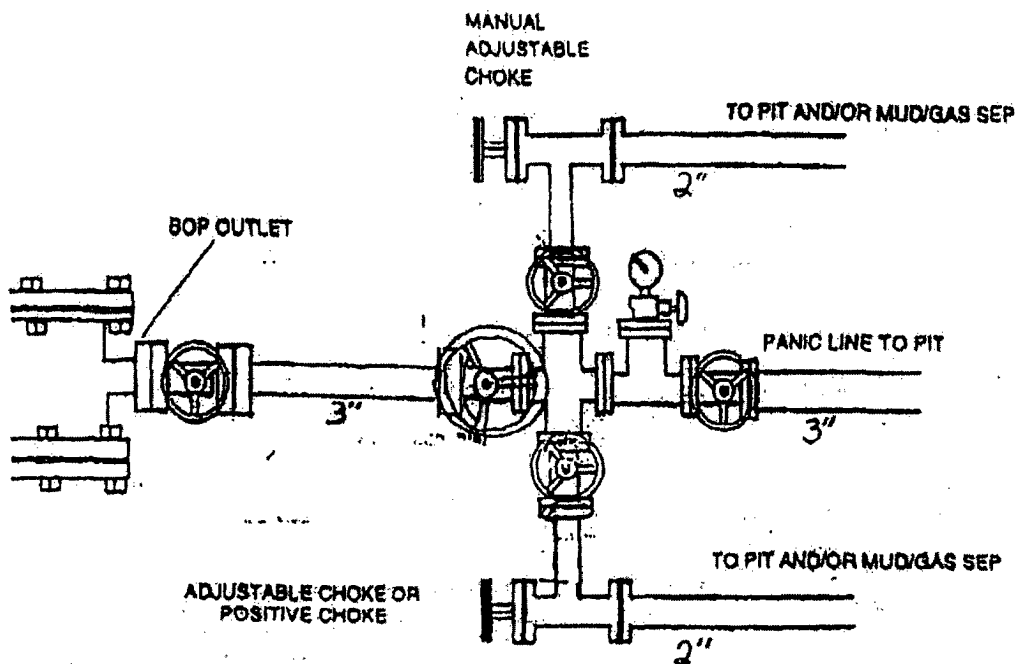 MANUAL
ADJUSTABLE
CHOKE
TO PIT AND/OR MUD/GAS SEP
2"
BOP OUTLET
PANIC LINE TO PIT
3"
3"
TO PIT AND/OR MUD/GAS SEP
ADJUSTABLE CHOKE OR
POSITIVE CHOKE
2"